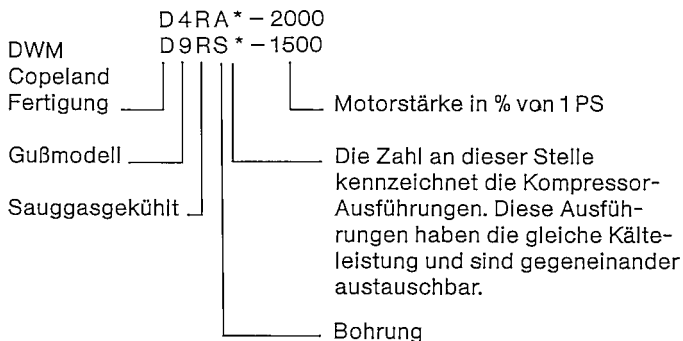 D4RA*-2000
D9RS*-1500
DWM
Copeland
Fertigung
Motorstärke in % von 1 PS
Gußmodell
Die Zahl an dieser Stelle
kennzeichnet die Kompressor-
Ausführungen. Diese Ausfüh-
rungen haben die gleiche Kälte-
leistung und sind gegeneinander
austauschbar.
Sauggasgekühlt
Bohrung